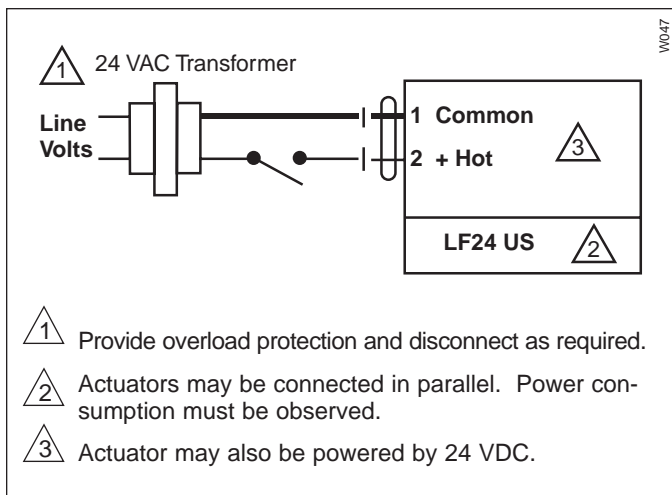 W047
1 24 VAC Transformer
Line
Volts
1 Common
2 + Hot
3
LF24 US 2
1 Provide overload protection and disconnect as required.
2 Actuators may be connected in parallel. Power con-
sumption must be observed.
3 Actuator may also be powered by 24 VDC.